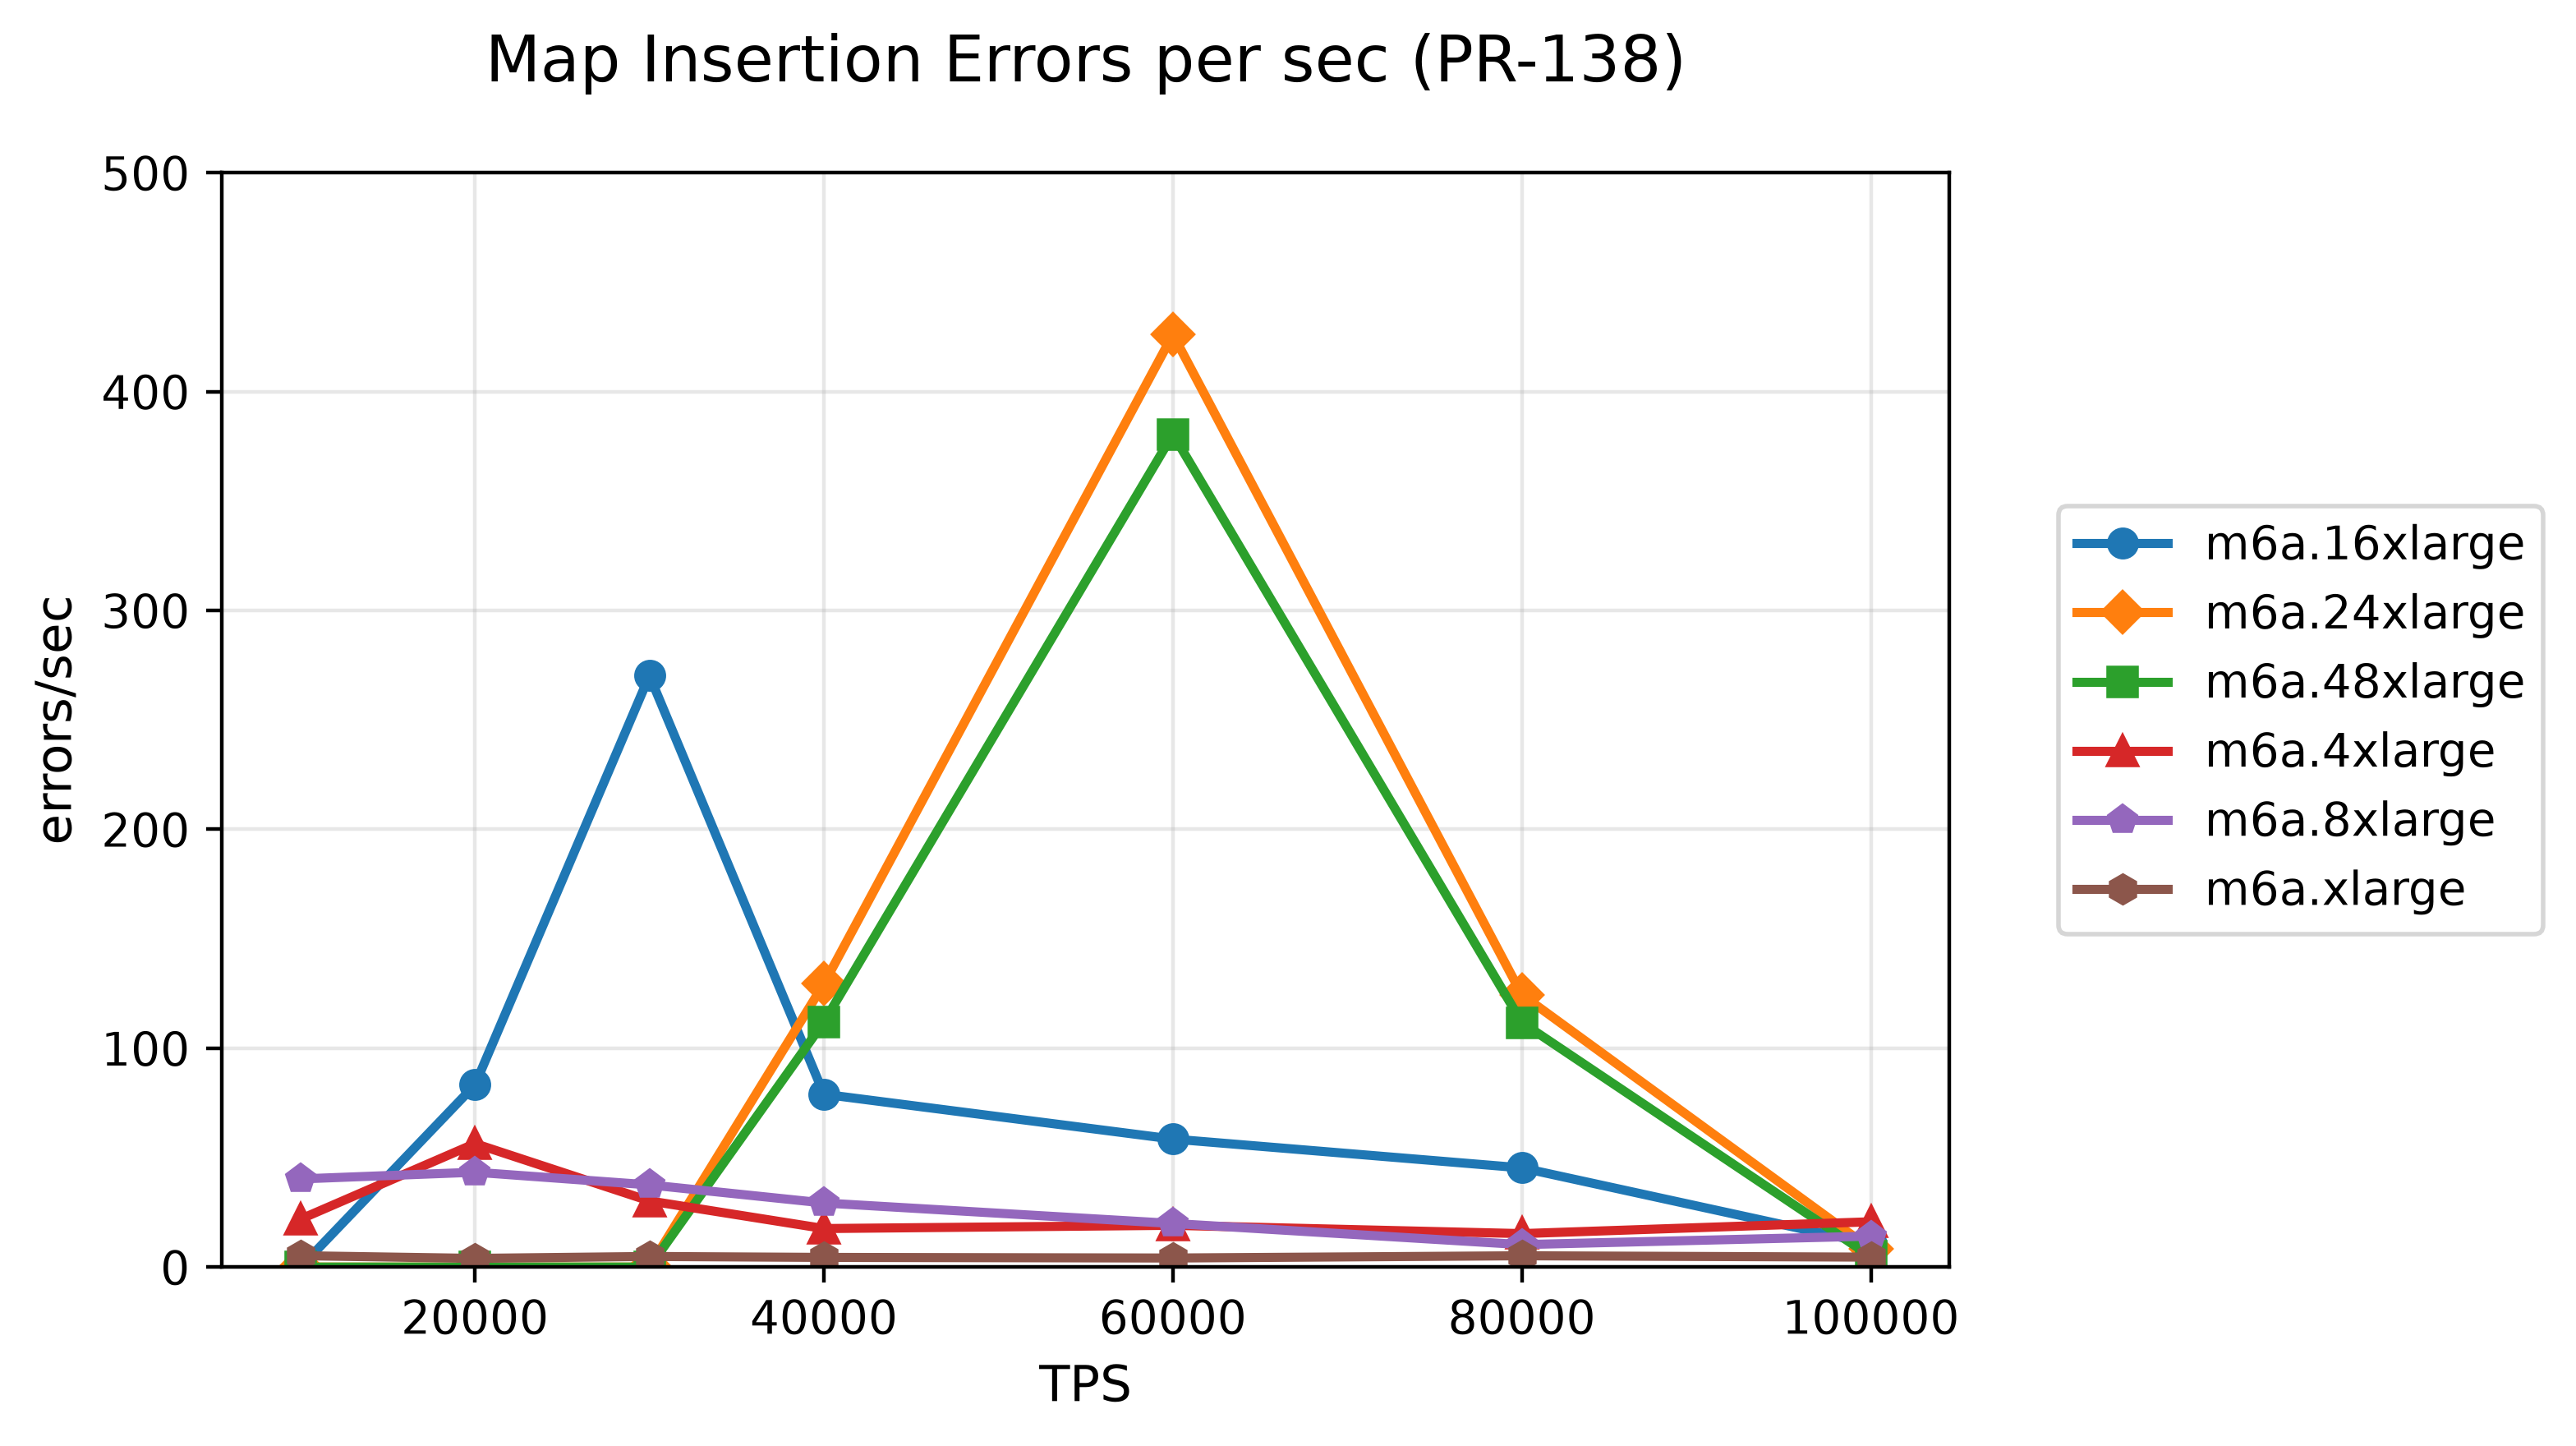 Map Insertion Errors per sec (PR-138)
500
400
300
200
100
0
errors/sec
20000 40000 60000 80000 100000
TPS
m6a.16xlarge
m6a.24xlarge
m6a.48xlarge
m6a.4xlarge
m6a.8xlarge
m6a.xlarge